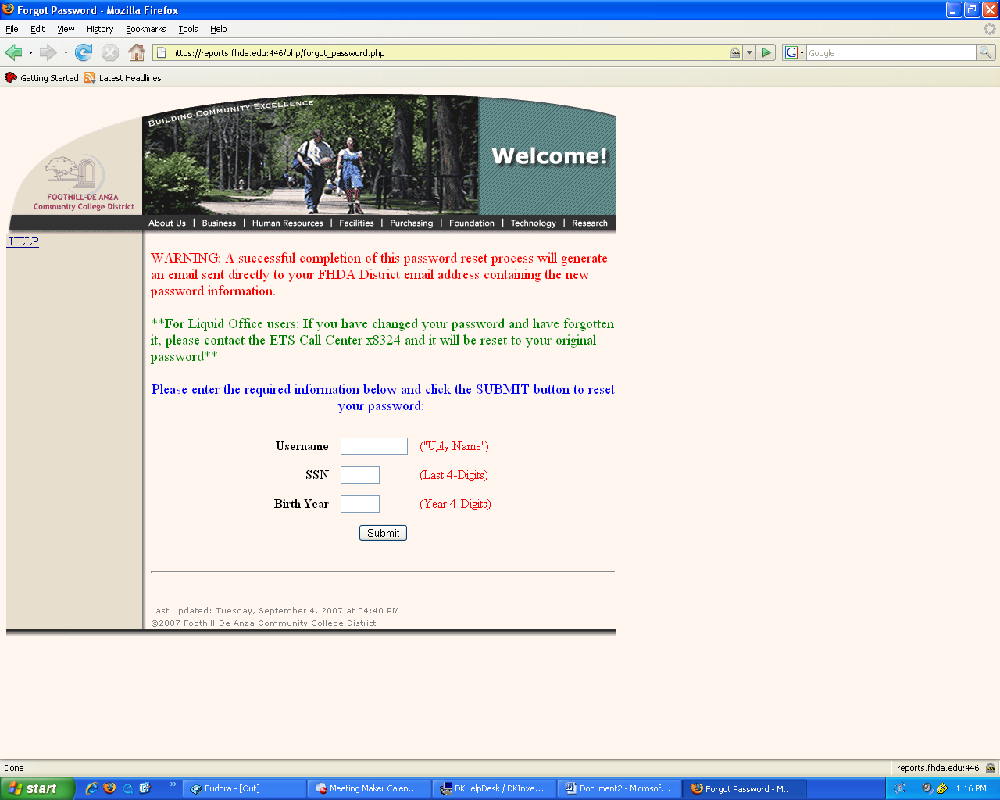 Forgot Password - Mozilla Firefox
File Edit View History Bookmarks Tools Help
https://reports.fhda.edu:446/php/forgot_password.php
G Google
Getting Started Latest Headlines
BUILDING COMMUNITY EXCELLENCE
Welcome!
FOOTHILL-DE ANZA
Community College District
About Us | Business | Human Resources | Facilities | Purchasing | Foundation | Technology | Research
HELP
WARNING: A successful completion of this password reset process will generate
an email sent directly to your FHDA District email address containing the new
password information.
**For Liquid Office users: If you have changed your password and have forgotten
it, please contact the ETS Call Center x8324 and it will be reset to your original
password**
Please enter the required information below and click the SUBMIT button to reset
your password:
Username ("Ugly Name")
SSN (Last 4-Digits)
Birth Year (Year 4-Digits)
Submit
Last Updated: Tuesday, September 4, 2007 at 04:40 PM
©2007 Foothill-De Anza Community College District
Done reports.fhda.edu:446
start » Eudora - [Out] Meeting Maker Calen... DKHelpDesk / DKInve... Document2 - Microsof... Forgot Password - M... 1:16 PM